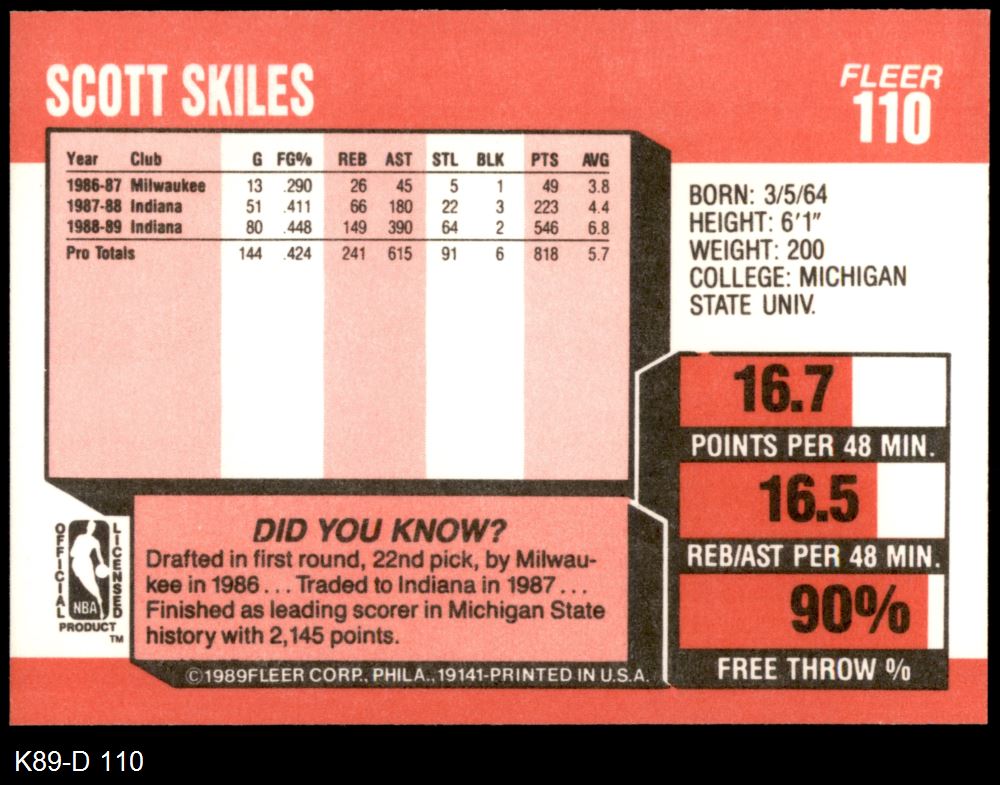 SCOTT SKILES
FLEER
110
Year Club G FG% REB AST STL BLK PTS AVG
1986-87 Milwaukee 13 .290 26 45 5 1 49 3.8
1987-88 Indiana 51 .411 66 180 22 3 223 4.4
1988-89 Indiana 80 .448 149 390 64 2 546 6.8
Pro Totals 144 .424 241 615 91 6 818 5.7
BORN: 3/5/64
HEIGHT: 6'1"
WEIGHT: 200
COLLEGE: MICHIGAN
STATE UNIV.
16.7
POINTS PER 48 MIN.
16.5
REB/AST PER 48 MIN.
90%
FREE THROW %
OFFICIAL
LICENSED
NBA
PRODUCT
TM
DID YOU KNOW?
Drafted in first round, 22nd pick, by Milwau-
kee in 1986 . . . Traded to Indiana in 1987 . . .
Finished as leading scorer in Michigan State
history with 2,145 points.
©1989FLEER CORP., PHILA., 19141-PRINTED IN U.S.A.
K89-D 110